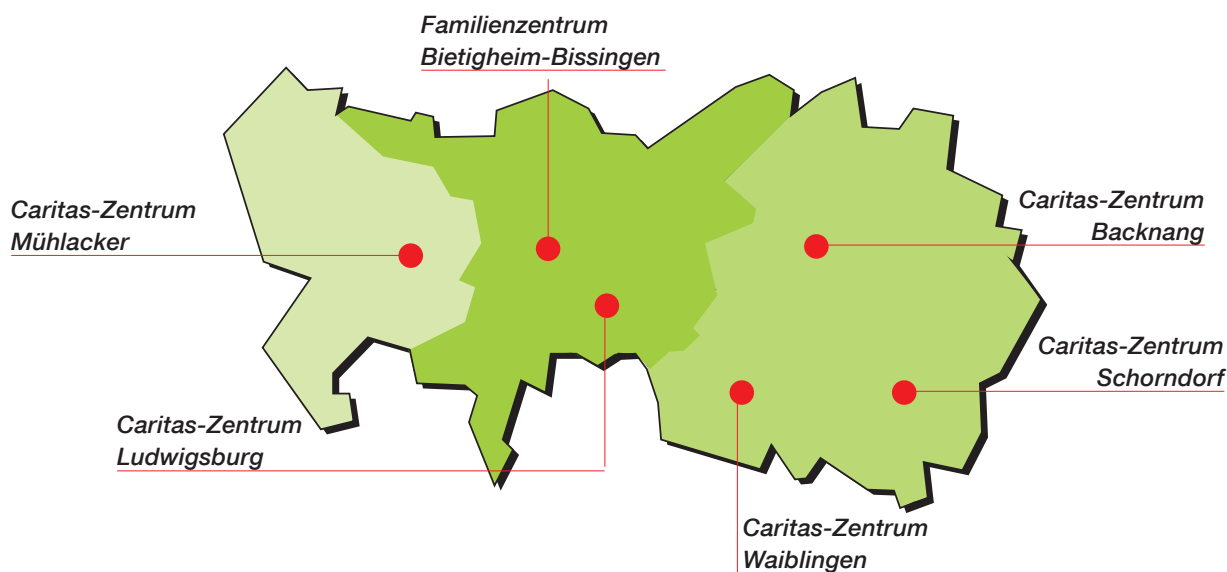 Familienzentrum
Bietigheim-Bissingen
Caritas-Zentrum
Mühlacker
Caritas-Zentrum
Backnang
Caritas-Zentrum
Schorndorf
Caritas-Zentrum
Ludwigsburg
Caritas-Zentrum
Waiblingen